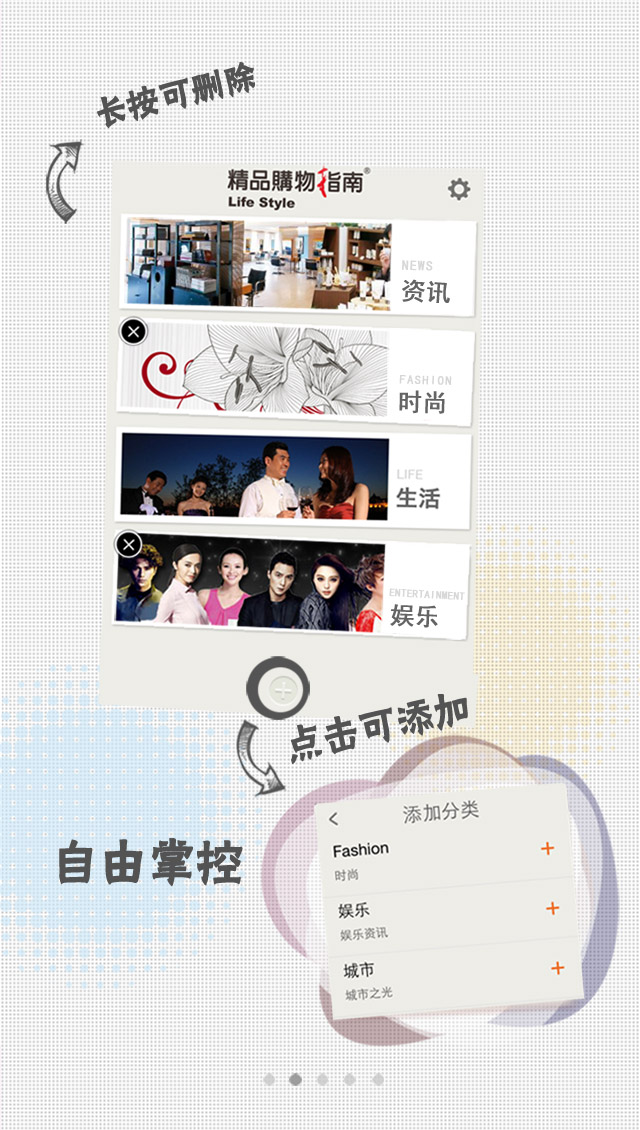 长按可删除
精品購物指南®
Life Style
NEWS
资讯
FASHION
时尚
LIFE
生活
ENTERTAINMENT
娱乐
点击可添加
自由掌控
添加分类
Fashion
时尚
娱乐
娱乐资讯
城市
城市之光